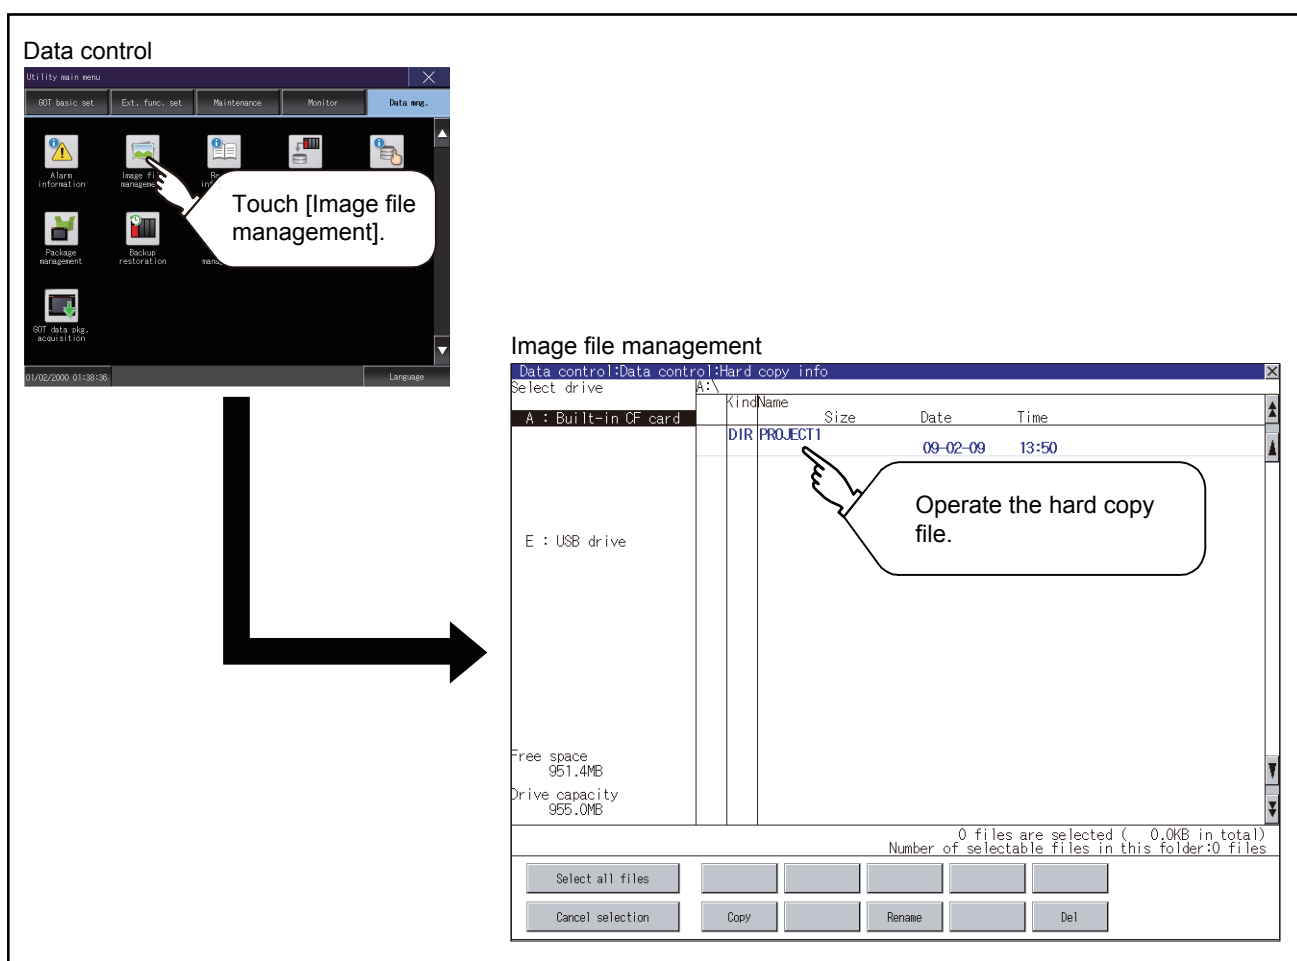 Data control
Utility main menu
GOT basic set
Ext. func. set
Maintenance
Monitor
Data mng.
Alarm
information
Image fi
manageme
Re
inf
Touch [Image file
management].
Package
management
Backup
restoration
man
GOT data pkg.
acquisition
01/02/2000 01:38:36
Language
Image file management
Data control:Data control:Hard copy info
Select drive
A:\
A : Built-in CF card
E : USB drive
Kind Name
Size Date Time
DIR PROJECT1
09-02-09 13:50
Operate the hard copy
file.
Free space
951.4MB
Drive capacity
955.0MB
0 files are selected ( 0.0KB in total)
Number of selectable files in this folder:0 files
Select all files
Cancel selection
Copy
Rename
Del